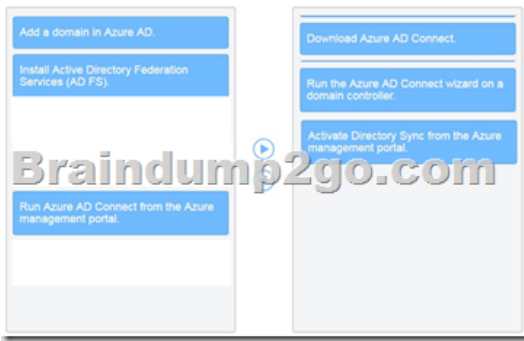 Add a domain in Azure AD.
Install Active Directory Federation
Services (AD FS).
Run Azure AD Connect from the Azure
management portal.
Download Azure AD Connect.
Run the Azure AD Connect wizard on a
domain controller.
Activate Directory Sync from the Azure
management portal.
Braindump2go.com